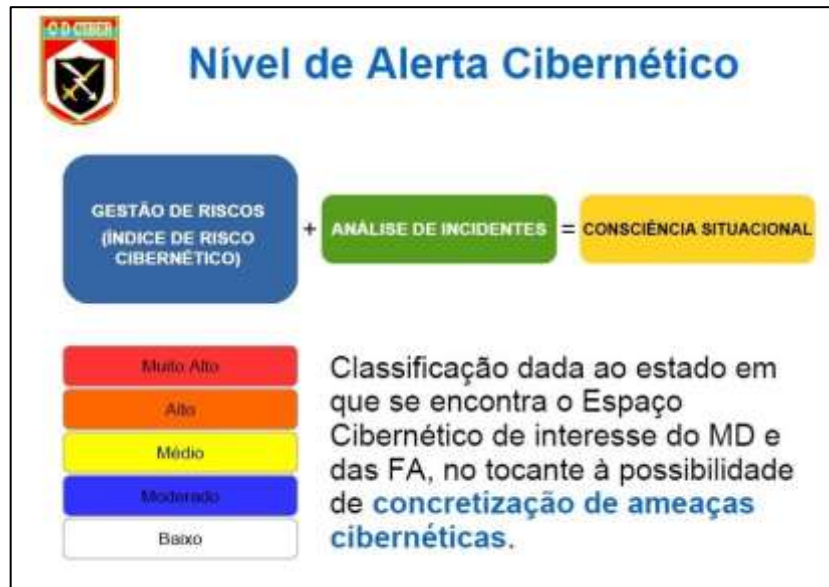 C D CIBER
Nível de Alerta Cibernético
GESTÃO DE RISCOS
(ÍNDICE DE RISCO
CIBERNÉTICO)
+
ANÁLISE DE INCIDENTES
=
CONSCIÊNCIA SITUACIONAL
Muito Alto
Alto
Médio
Moderado
Baixo
Classificação dada ao estado em
que se encontra o Espaço
Cibernético de interesse do MD e
das FA, no tocante à possibilidade
de concretização de ameaças
cibernéticas.